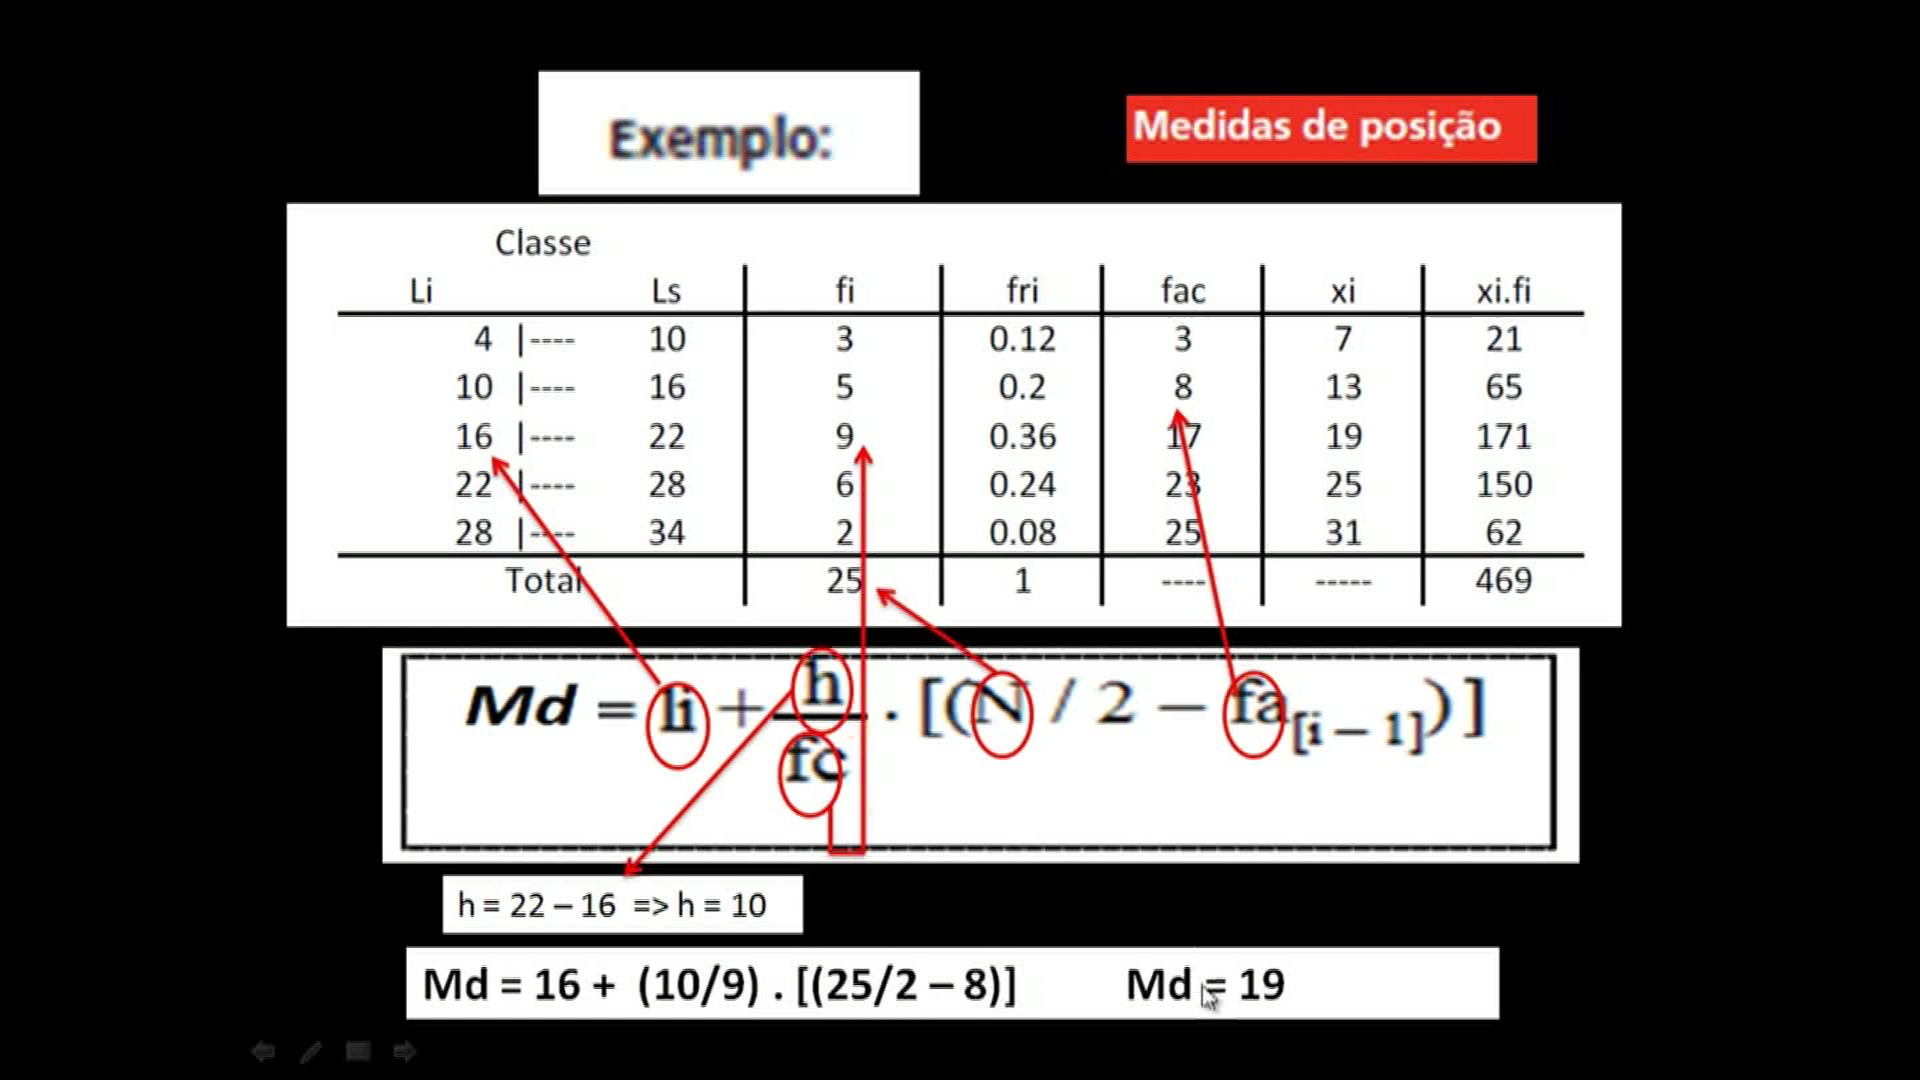 Exemplo:
Medidas de posição
Classe
Li Ls fi fri fac xi xi.fi
4 |---- 10 3 0.12 3 7 21
10 |---- 16 5 0.2 8 13 65
16 |---- 22 9 0.36 17 19 171
22 |---- 28 6 0.24 23 25 150
28 |---- 34 2 0.08 25 31 62
Total 25 1 ---- ----- 469
Md = li + h/fc . [(N / 2 – fa[i – 1])]
h = 22 – 16 => h = 10
Md = 16 + (10/9) . [(25/2 – 8)] Md = 19